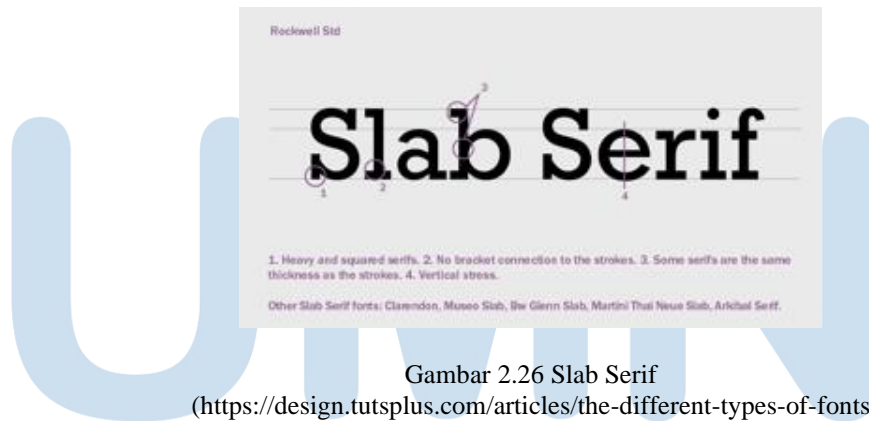 Rockwell Std
3
Slab Serif
1
2
4
1. Heavy and squared serifs. 2. No bracket connection to the strokes. 3. Some serifs are the same
thickness as the strokes. 4. Vertical stress.
Other Slab Serif fonts: Clarendon, Museo Slab, Bw Glenn Slab, Martini Thai Neue Slab, Arkibal Serif.
UMN
Gambar 2.26 Slab Serif
(https://design.tutsplus.com/articles/the-different-types-of-fonts